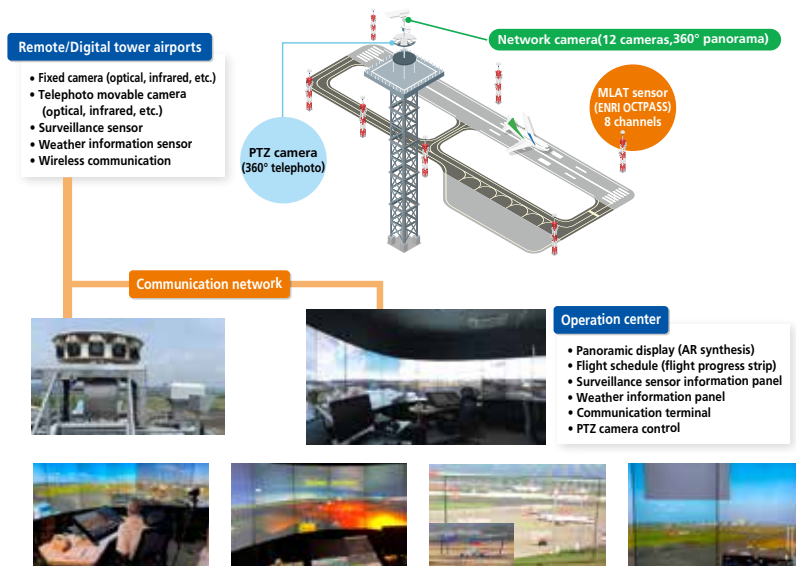 Remote/Digital tower airports
• Fixed camera (optical, infrared, etc.)
• Telephoto movable camera
(optical, infrared, etc.)
• Surveillance sensor
• Weather information sensor
• Wireless communication
Network camera(12 cameras,360° panorama)
MLAT sensor
(ENRI OCTPASS)
8 channels
PTZ camera
(360° telephoto)
Communication network
Operation center
• Panoramic display (AR synthesis)
• Flight schedule (flight progress strip)
• Surveillance sensor information panel
• Weather information panel
• Communication terminal
• PTZ camera control